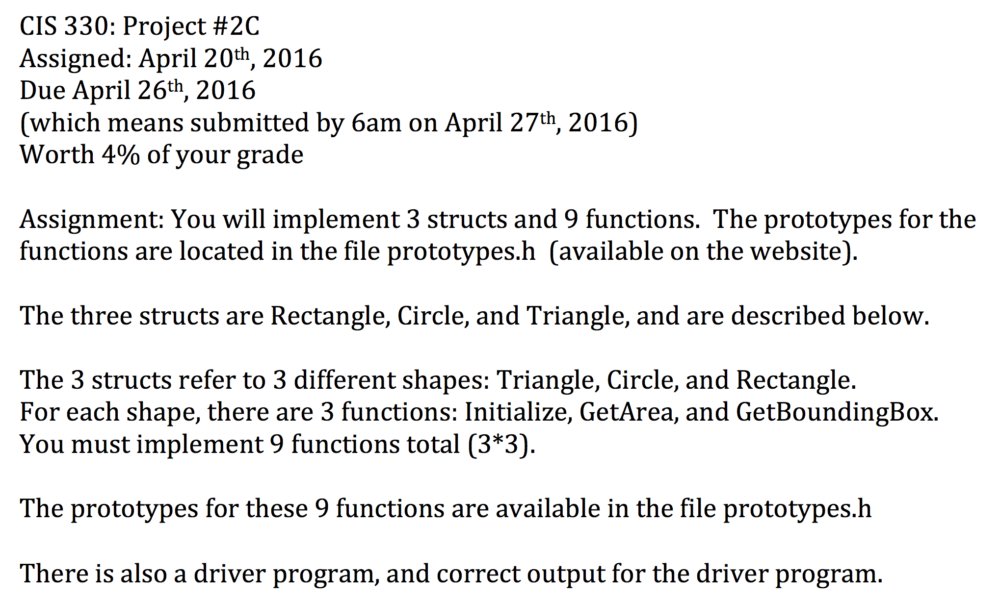 CIS 330: Project #2C
Assigned: April 20th, 2016
Due April 26th, 2016
(which means submitted by 6am on April 27th, 2016)
Worth 4% of your grade
Assignment: You will implement 3 structs and 9 functions.  The prototypes for the
functions are located in the file prototypes.h  (available on the website).
The three structs are Rectangle, Circle, and Triangle, and are described below.
The 3 structs refer to 3 different shapes: Triangle, Circle, and Rectangle.
For each shape, there are 3 functions: Initialize, GetArea, and GetBoundingBox.
You must implement 9 functions total (3*3).
The prototypes for these 9 functions are available in the file prototypes.h
There is also a driver program, and correct output for the driver program.